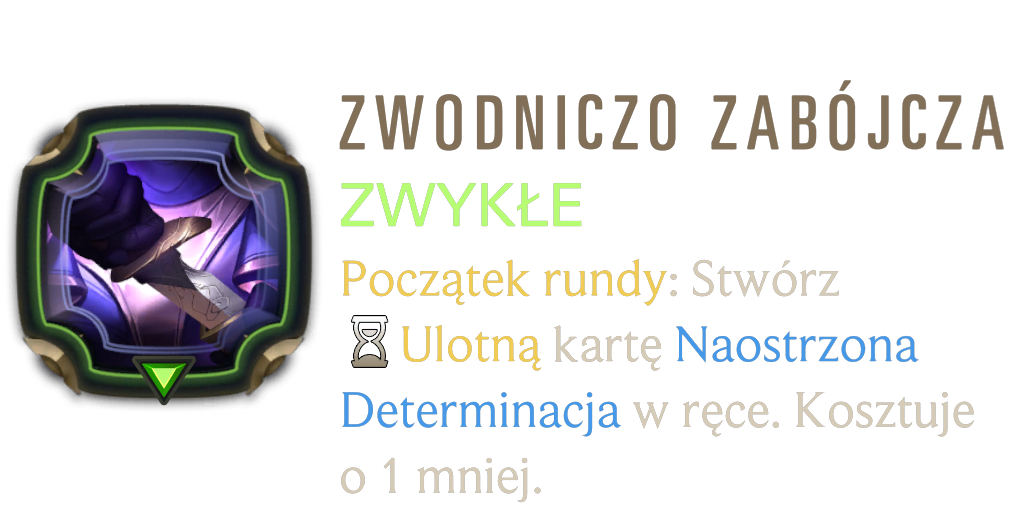 ZWODNICZO ZABÓJCZA
ZWYKŁE
Początek rundy: Stwórz
Ulotną kartę Naostrzona
Determinacja w ręce. Kosztuje
o 1 mniej.